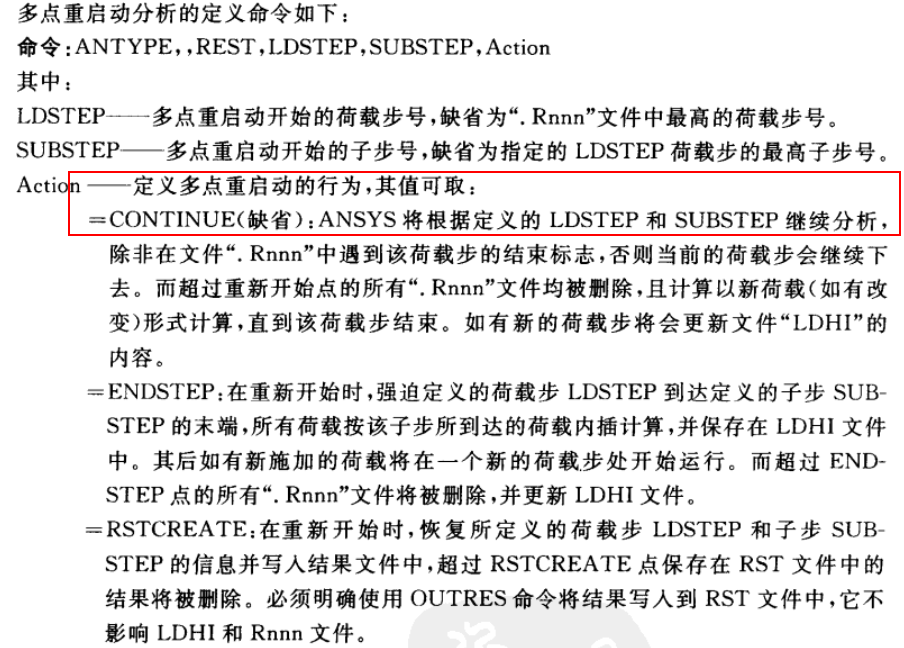 多点重启动分析的定义命令如下:
命令:ANTYPE,,REST,LDSTEP,SUBSTEP,Action
其中:
LDSTEP——多点重启动开始的荷载步号,缺省为“.Rnnn”文件中最高的荷载步号。
SUBSTEP——多点重启动开始的子步号,缺省为指定的 LDSTEP 荷载步的最高子步号。
Action ——定义多点重启动的行为,其值可取:
=CONTINUE(缺省):ANSYS 将根据定义的 LDSTEP 和 SUBSTEP 继续分析,
除非在文件“.Rnnn”中遇到该荷载步的结束标志,否则当前的荷载步会继续下
去。而超过重新开始点的所有“.Rnnn”文件均被删除,且计算以新荷载(如有改
变)形式计算,直到该荷载步结束。如有新的荷载步将会更新文件“LDHI”的
内容。
=ENDSTEP:在重新开始时,强迫定义的荷载步 LDSTEP 到达定义的子步 SUB-
STEP 的末端,所有荷载按该子步所到达的荷载内插计算,并保存在 LDHI 文件
中。其后如有新施加的荷载将在一个新的荷载步处开始运行。而超过 END-
STEP 点的所有“.Rnnn”文件将被删除,并更新 LDHI 文件。
=RSTCREATE:在重新开始时,恢复所定义的荷载步 LDSTEP 和子步 SUB-
STEP 的信息并写入结果文件中,超过 RSTCREATE 点保存在 RST 文件中的
结果将被删除。必须明确使用 OUTRES 命令将结果写入到 RST 文件中,它不
影响 LDHI 和 Rnnn 文件。